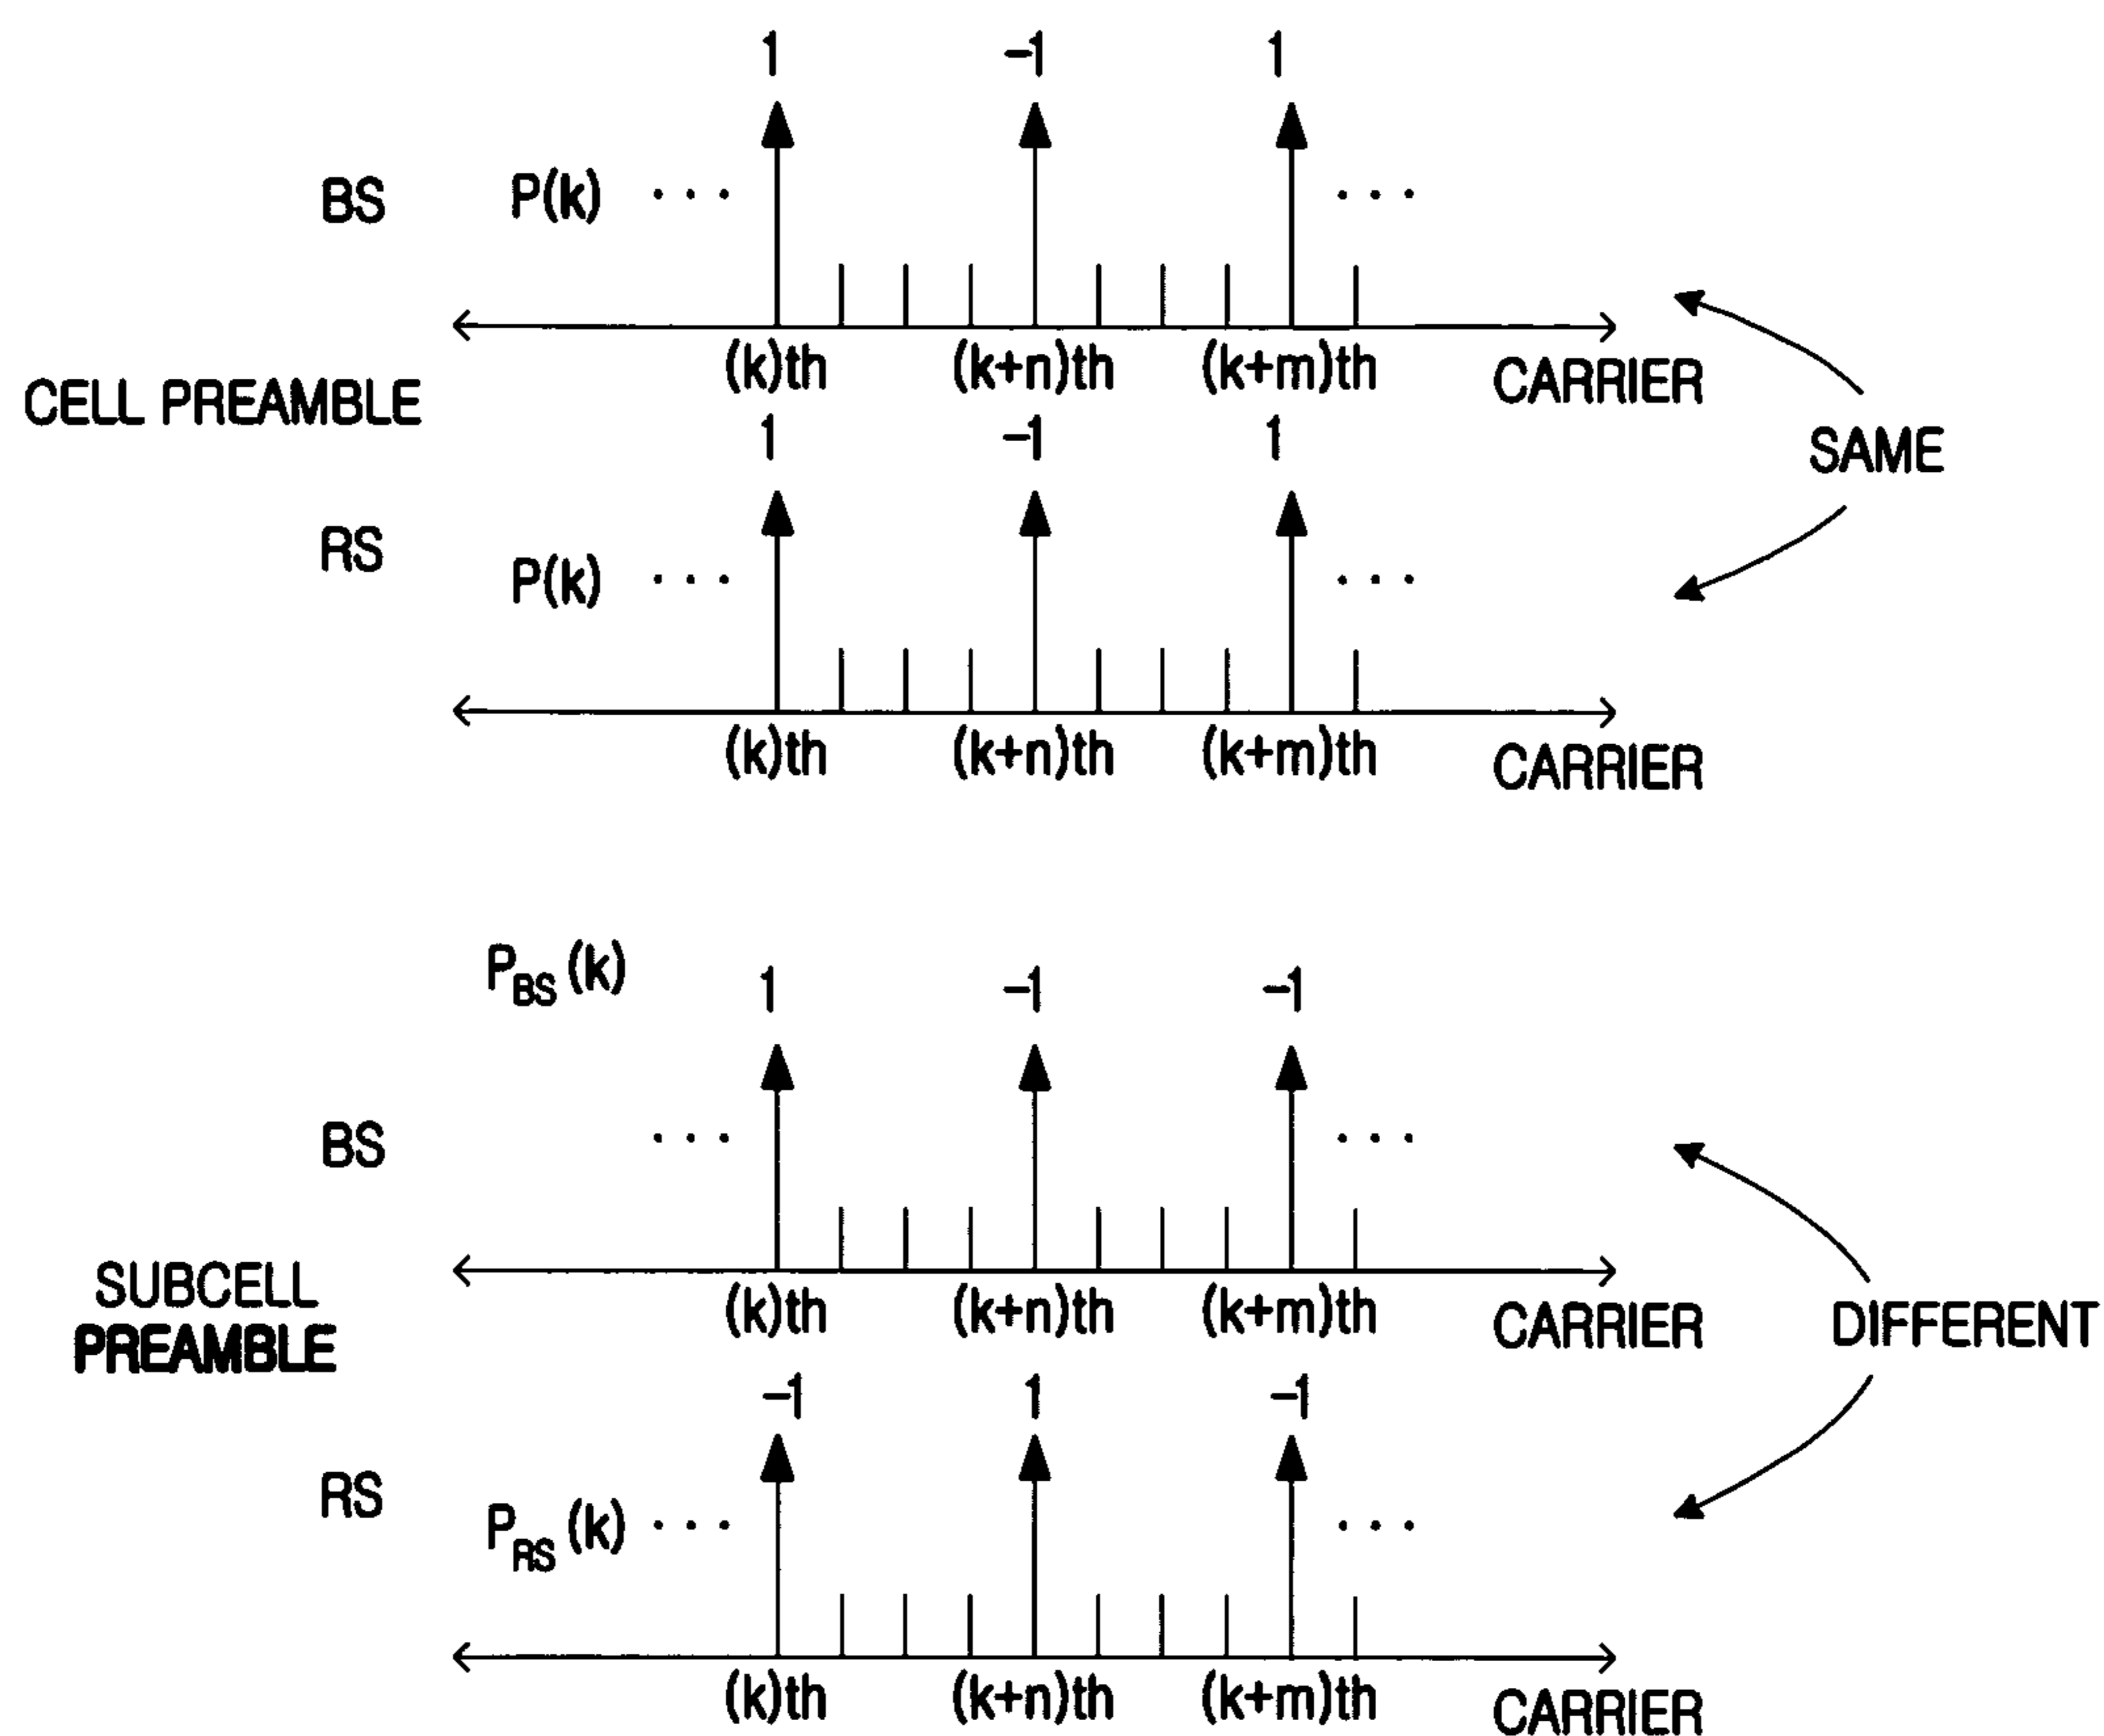 1 -1 1
BS P(k) ...  ...
(k)th (k+n)th (k+m)th CARRIER
CELL PREAMBLE
1 -1 1
SAME
RS
P(k) ...  ...
(k)th (k+n)th (k+m)th CARRIER
P_BS (k)
1 -1 -1
BS ...  ...
(k)th (k+n)th (k+m)th CARRIER
SUBCELL
PREAMBLE
DIFFERENT
-1 1 -1
RS
P_RS (k) ...  ...
(k)th (k+n)th (k+m)th CARRIER